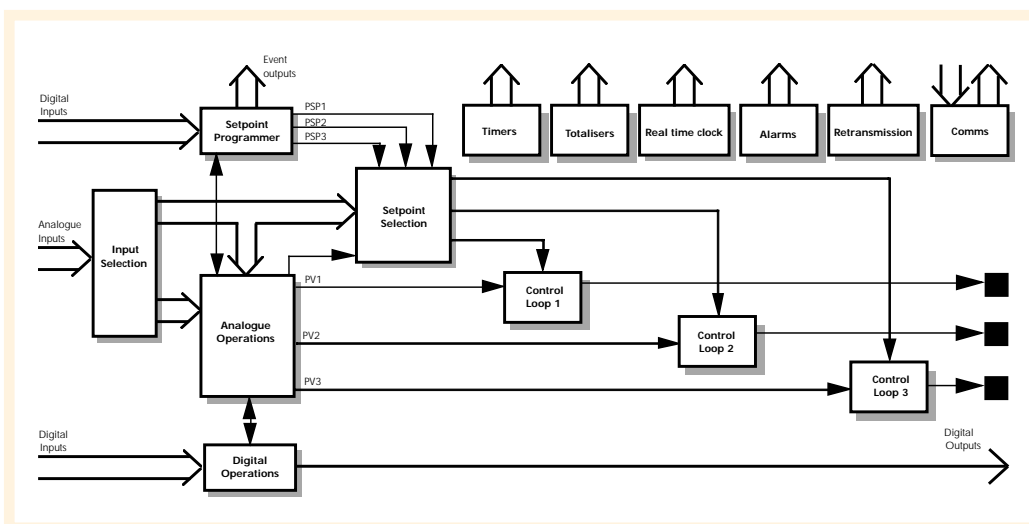 Event
outputs
Digital
Inputs
PSP1
PSP2
PSP3
Setpoint
Programmer
Timers
Totalisers
Real time clock
Alarms
Retransmission
Comms
Setpoint
Selection
Analogue
Inputs
Input
Selection
PV1
Control
Loop 1
Analogue
Operations
PV2
Control
Loop 2
PV3
Control
Loop 3
Digital
Inputs
Digital
Outputs
Digital
Operations